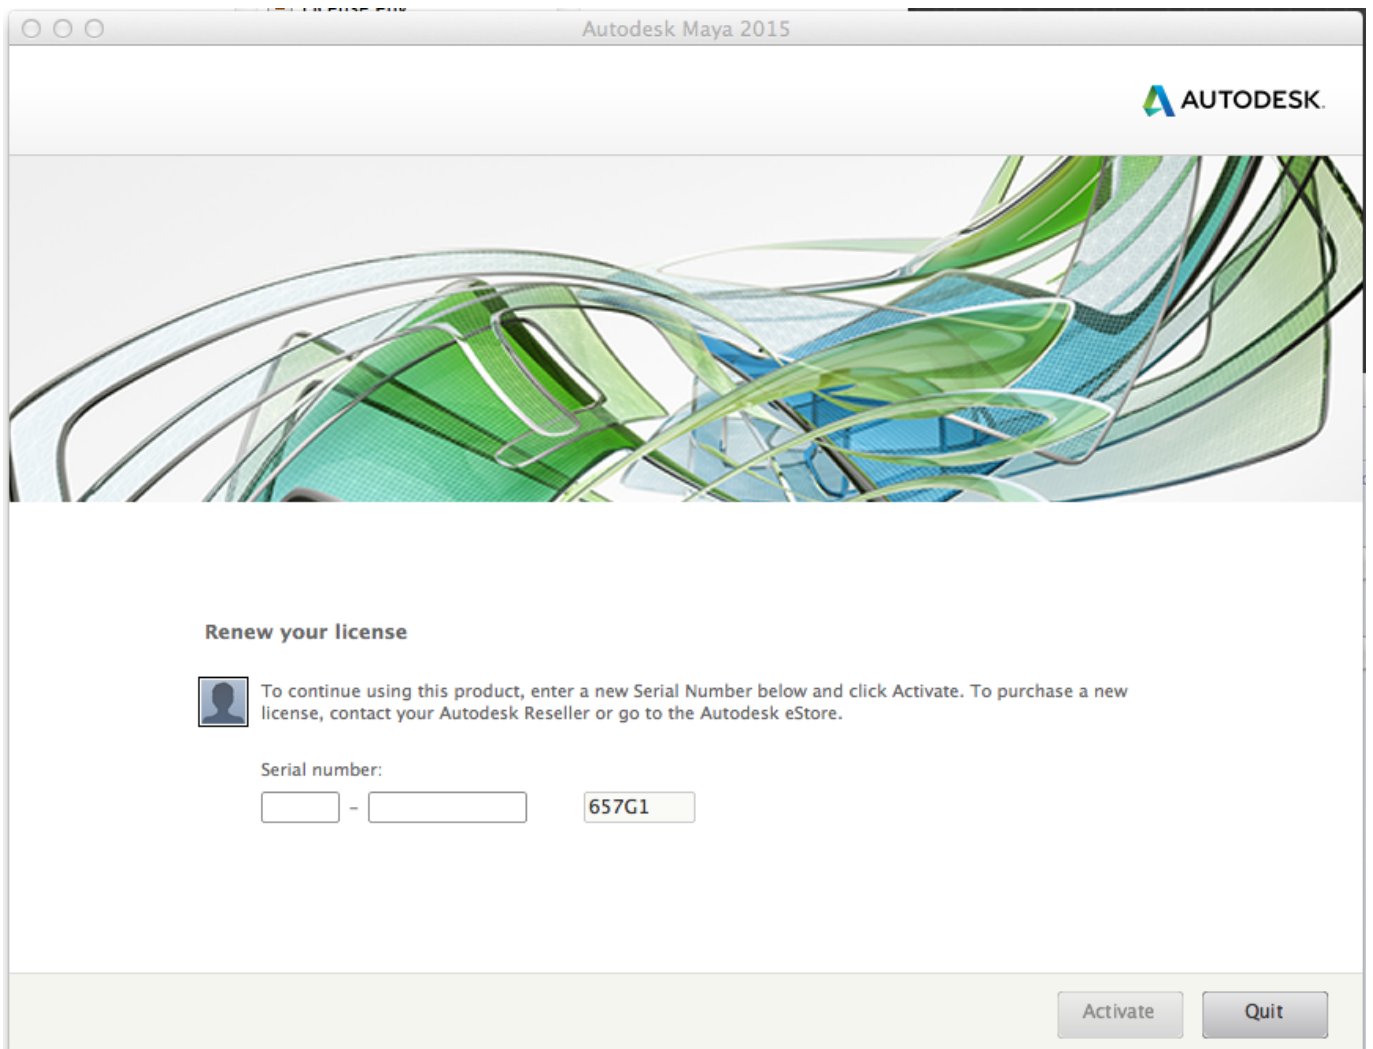 Autodesk Maya 2015
AUTODESK.
Renew your license
To continue using this product, enter a new Serial Number below and click Activate. To purchase a new
license, contact your Autodesk Reseller or go to the Autodesk eStore.
Serial number:
– 657G1
Activate Quit